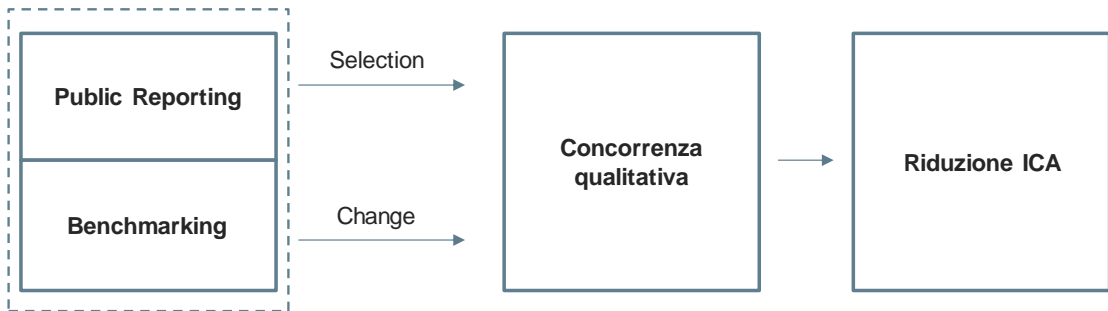 Public Reporting
Selection
Benchmarking
Change
Concorrenza
qualitativa
Riduzione ICA